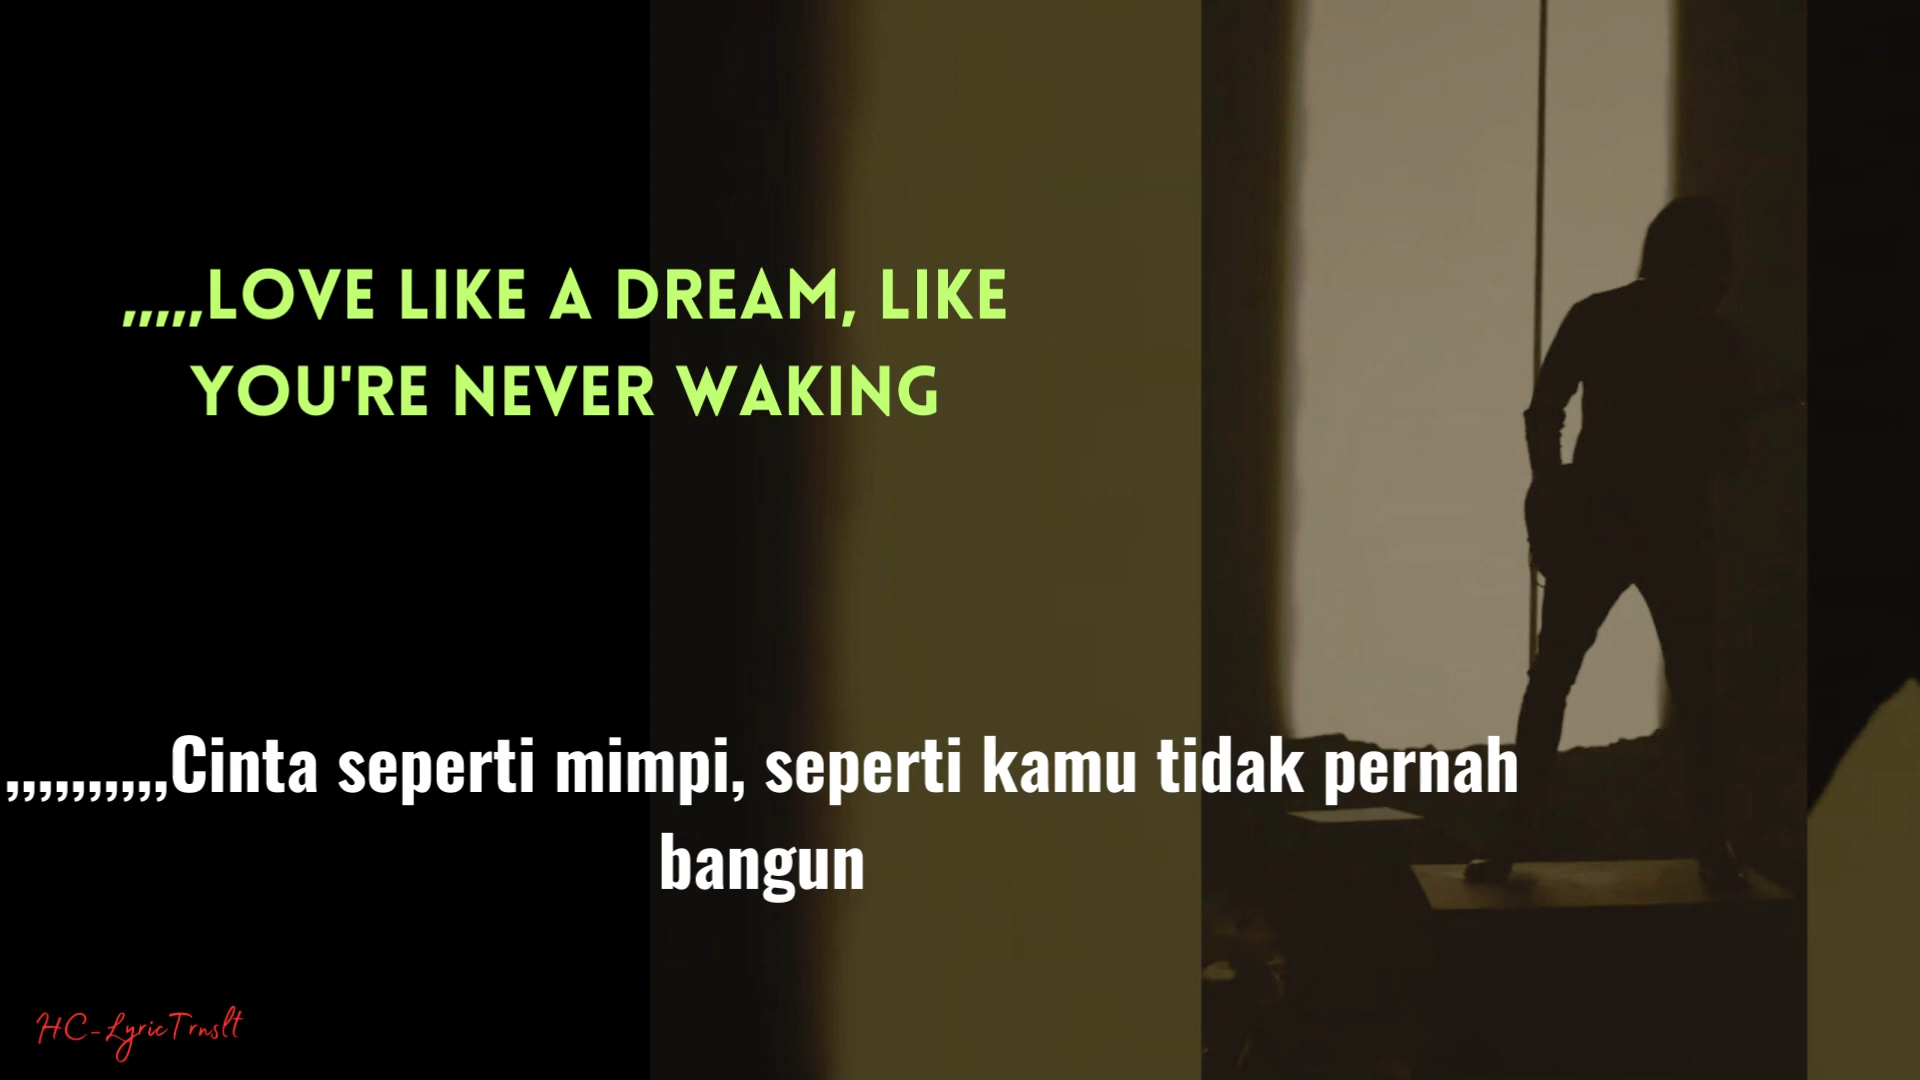 ,,,,,LOVE LIKE A DREAM, LIKE
YOU'RE NEVER WAKING
,,,,,,,,,,Cinta seperti mimpi, seperti kamu tidak pernah
bangun
HC-LyricTrnslt